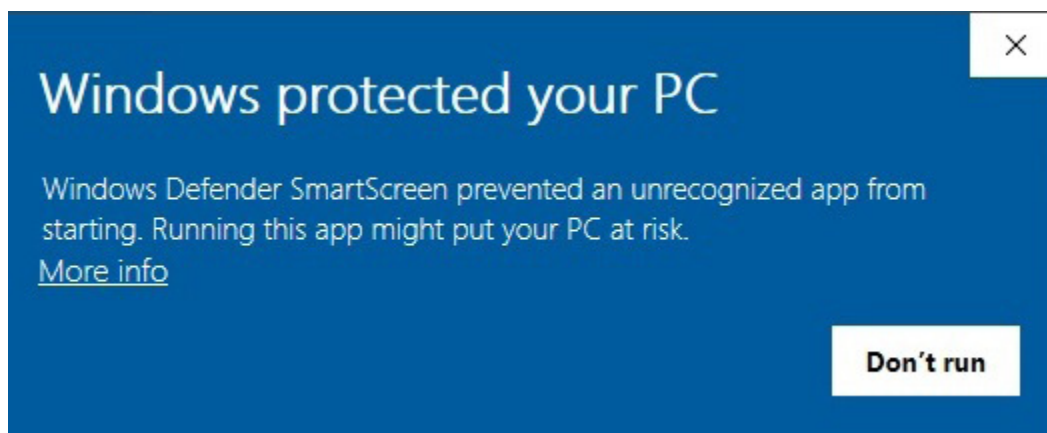 Windows protected your PC
Windows Defender SmartScreen prevented an unrecognized app from
starting. Running this app might put your PC at risk.
More info
Don't run